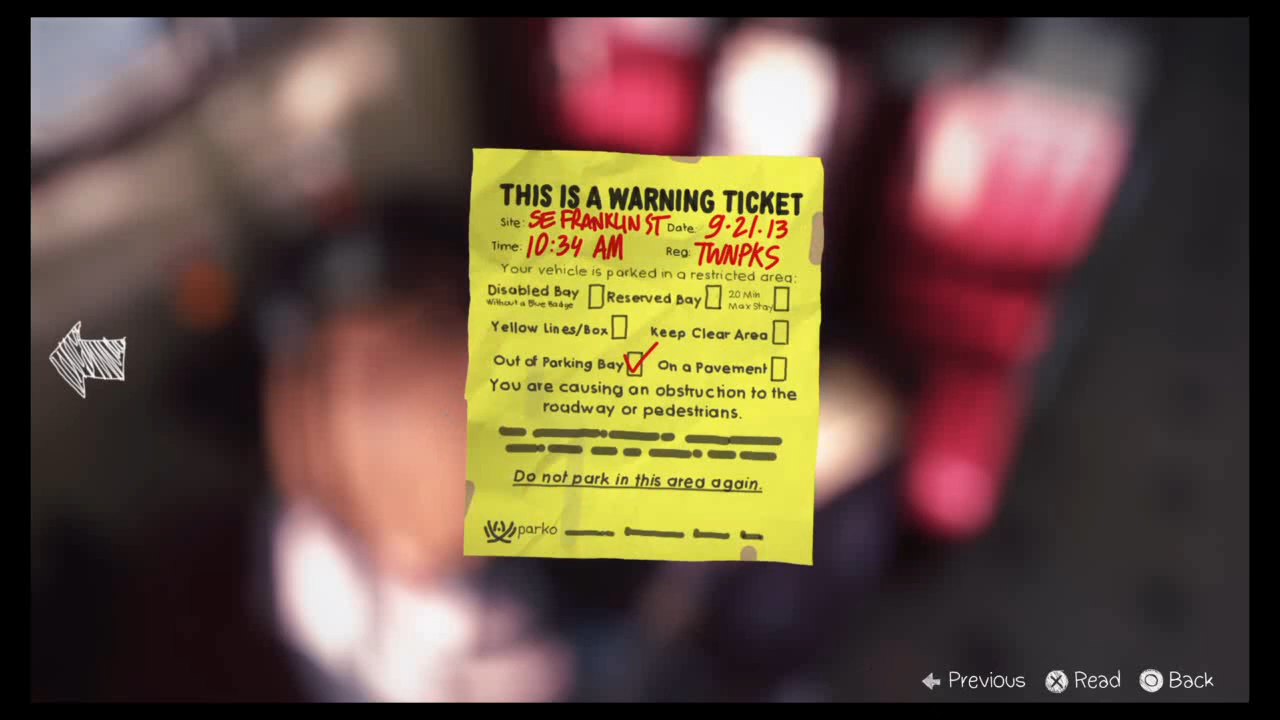 THIS IS A WARNING TICKET
Site: SE FRANKLIN ST Date: 9.21.13
Time: 10:34 AM Reg: TWNPKS
Your vehicle is parked in a restricted area:
Disabled Bay Reserved Bay 20 Min
Without a Blue Badge Max Stay
Yellow Lines/Box Keep Clear Area
Out of Parking Bay On a Pavement
You are causing an obstruction to the
roadway or pedestrians.
Do not park in this area again.
parko
Previous Read Back